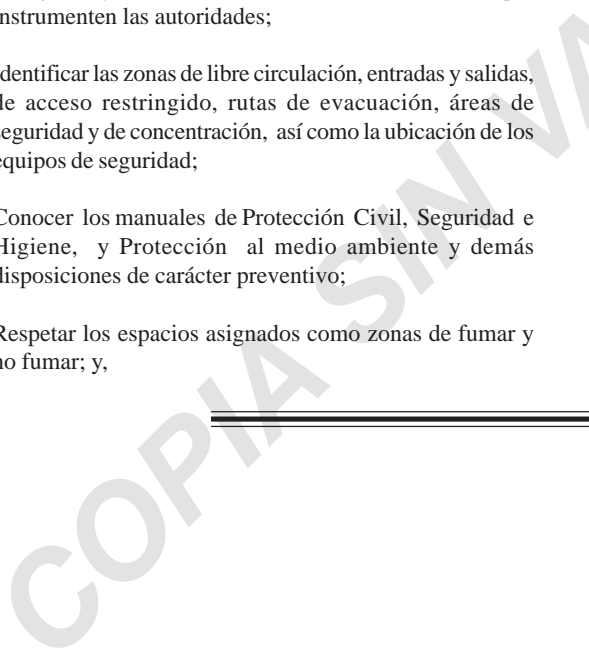 nstrumenten las autoridades;
dentificar las zonas de libre circulación, entradas y salidas,
de acceso restringido, rutas de evacuación, áreas de
seguridad y de concentración, así como la ubicación de los
equipos de seguridad;
Conocer los manuales de Protección Civil, Seguridad e
Higiene, y Protección al medio ambiente y demás
disposiciones de carácter preventivo;
Respetar los espacios asignados como zonas de fumar y
no fumar; y,
COPIA SIN VA